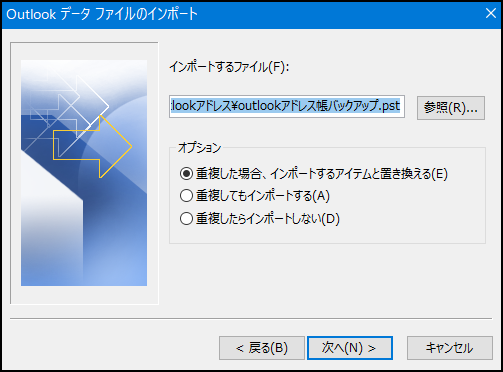 Outlook データ ファイルのインポート
インポートするファイル(F):
lookアドレス¥outlookアドレス帳バックアップ.pst
参照(R)...
オプション
重複した場合、インポートするアイテムと置き換える(E)
重複してもインポートする(A)
重複したらインポートしない(D)
< 戻る(B)
次へ(N) >
キャンセル